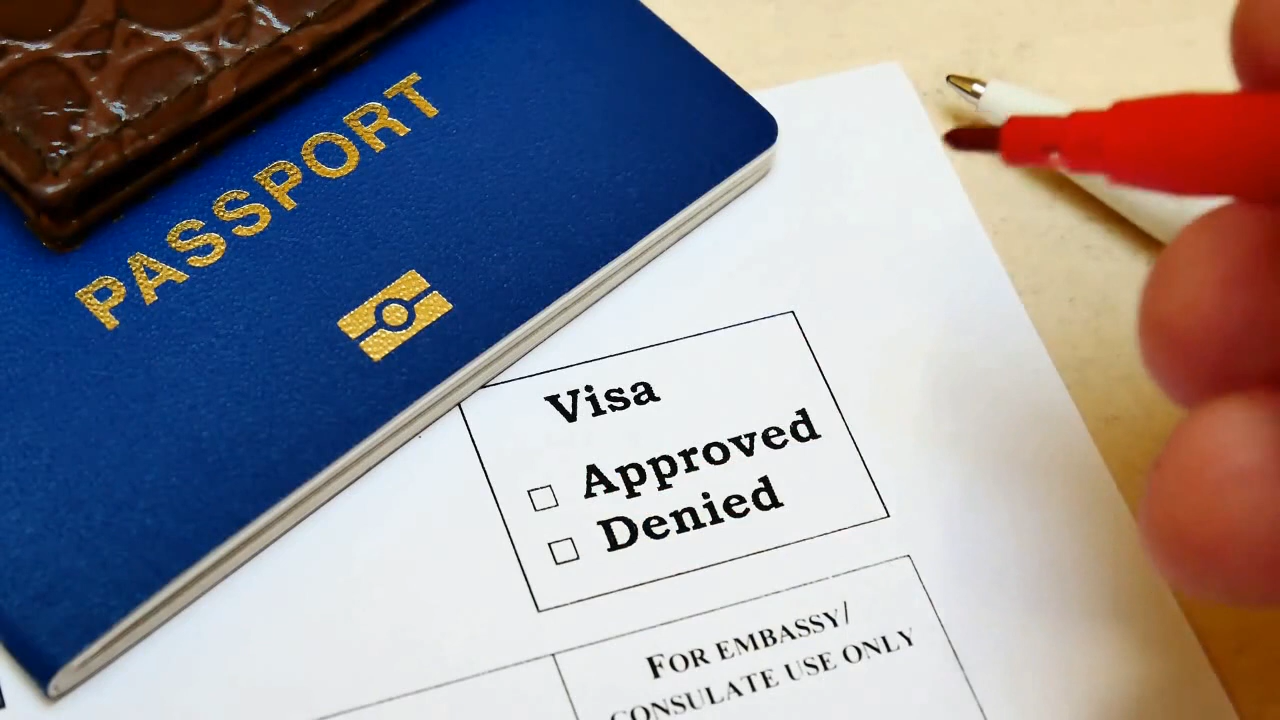 PASSPORT
Visa
Approved
Denied
FOR EMBASSY/
CONSULATE USE ONLY